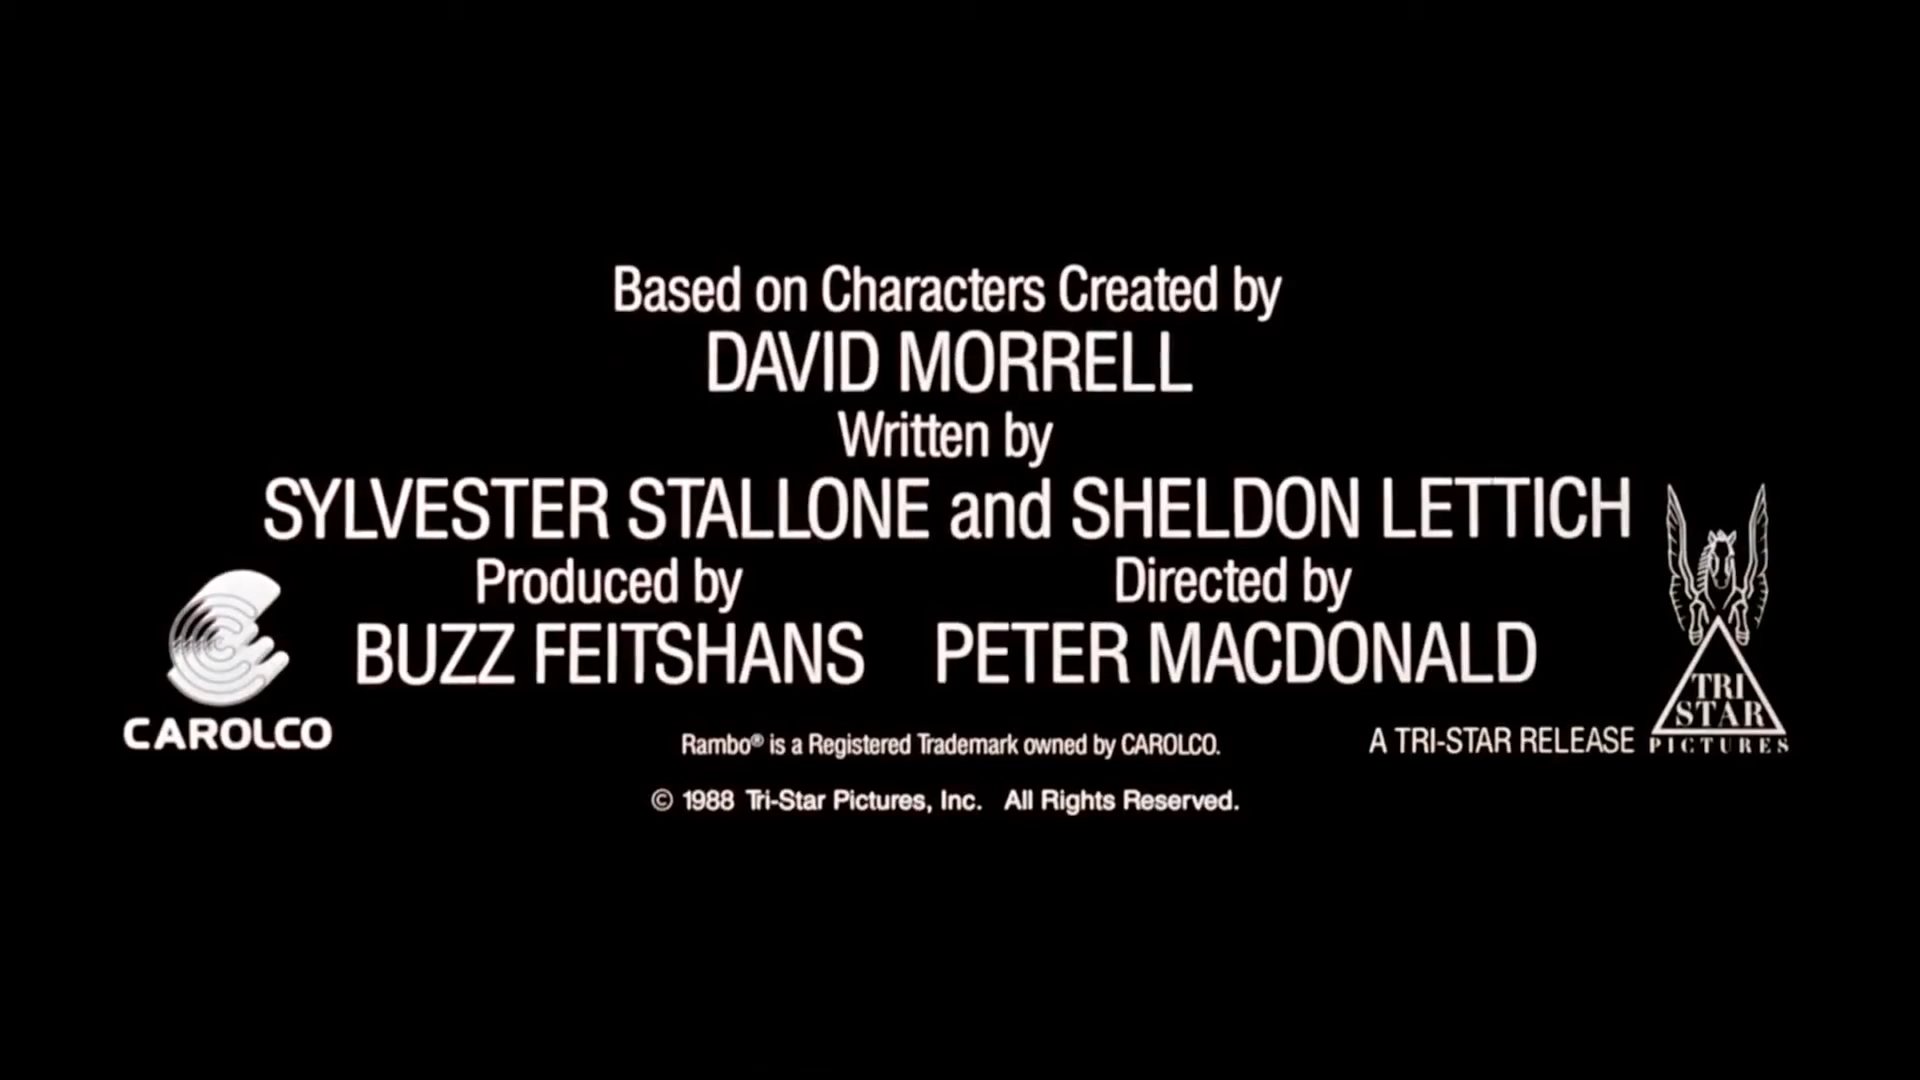 Based on Characters Created by
DAVID MORRELL
Written by
SYLVESTER STALLONE and SHELDON LETTICH
Produced by
BUZZ FEITSHANS
Directed by
PETER MACDONALD
CAROLCO
Rambo® is a Registered Trademark owned by CAROLCO.
A TRI-STAR RELEASE
TRI
STAR
PICTURES
© 1988 Tri-Star Pictures, Inc. All Rights Reserved.